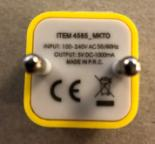 ITEM 4585_MKTO
INPUT: 100-240V AC 50/60Hz
OUTPUT: 5V DC-1000mA
MADE IN P.R.C.
CE